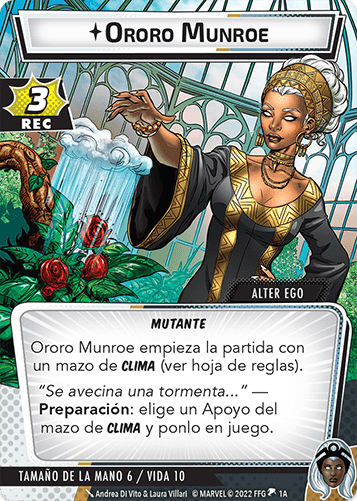 ORORO MUNROE
3
REC
ALTER EGO
MUTANTE
Ororo Munroe empieza la partida con
un mazo de CLIMA (ver hoja de reglas).
"Se avecina una tormenta..." —
Preparación: elige un Apoyo del
mazo de CLIMA y ponlo en juego.
TAMAÑO DE LA MANO 6 / VIDA 10
Andrea Di Vito & Laura Villari © MARVEL © 2022 FFG 1A